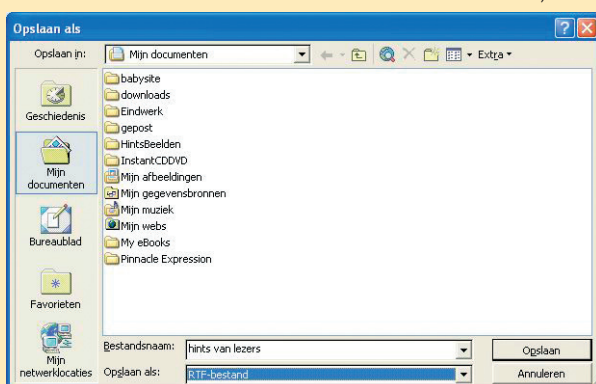 Opslaan als
Opslaan in: Mijn documenten Extra
Geschiedenis
Mijn documenten
Bureaublad
Favorieten
Mijn netwerklocaties
babysite
downloads
Eindwerk
gepost
HintsBeelden
InstantCDDVD
Mijn afbeeldingen
Mijn gegevensbronnen
Mijn muziek
Mijn webs
My eBooks
Pinnacle Expression
Bestandsnaam: hints van lezers Opslaan
Opslaan als: RTF-bestand Annuleren